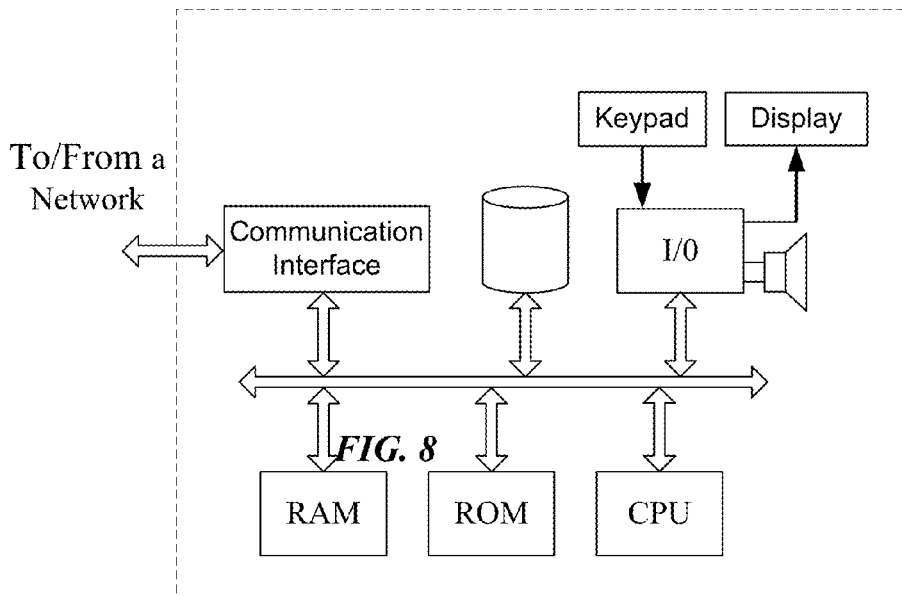 Keypad
Display
To/From a
Network
Communication
Interface
I/0
FIG. 8
RAM
ROM
CPU